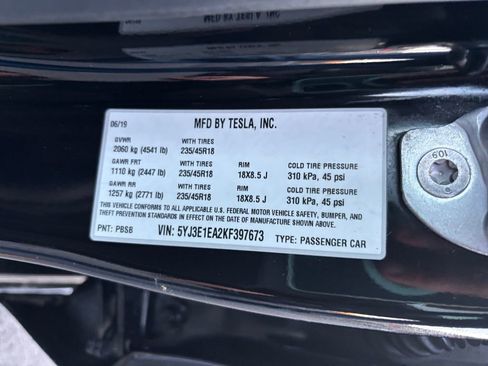 06/19 MFD BY TESLA, INC.
GVWR WITH TIRES
2060 kg (4541 lb) 235/45R18
GAWR FRT WITH TIRES RIM COLD TIRE PRESSURE
1110 kg (2447 lb) 235/45R18 18X8.5 J 310 kPa, 45 psi
GAWR RR WITH TIRES RIM COLD TIRE PRESSURE
1257 kg (2771 lb) 235/45R18 18X8.5 J 310 kPa, 45 psi
THIS VEHICLE CONFORMS TO ALL APPLICABLE U.S. FEDERAL MOTOR VEHICLE SAFETY, BUMPER, AND
THEFT PREVENTION STANDARDS IN EFFECT ON THE DATE OF MANUFACTURE SHOWN ABOVE.
PNT: PBSB VIN: 5YJ3E1EA2KF397673 TYPE: PASSENGER CAR
10.9